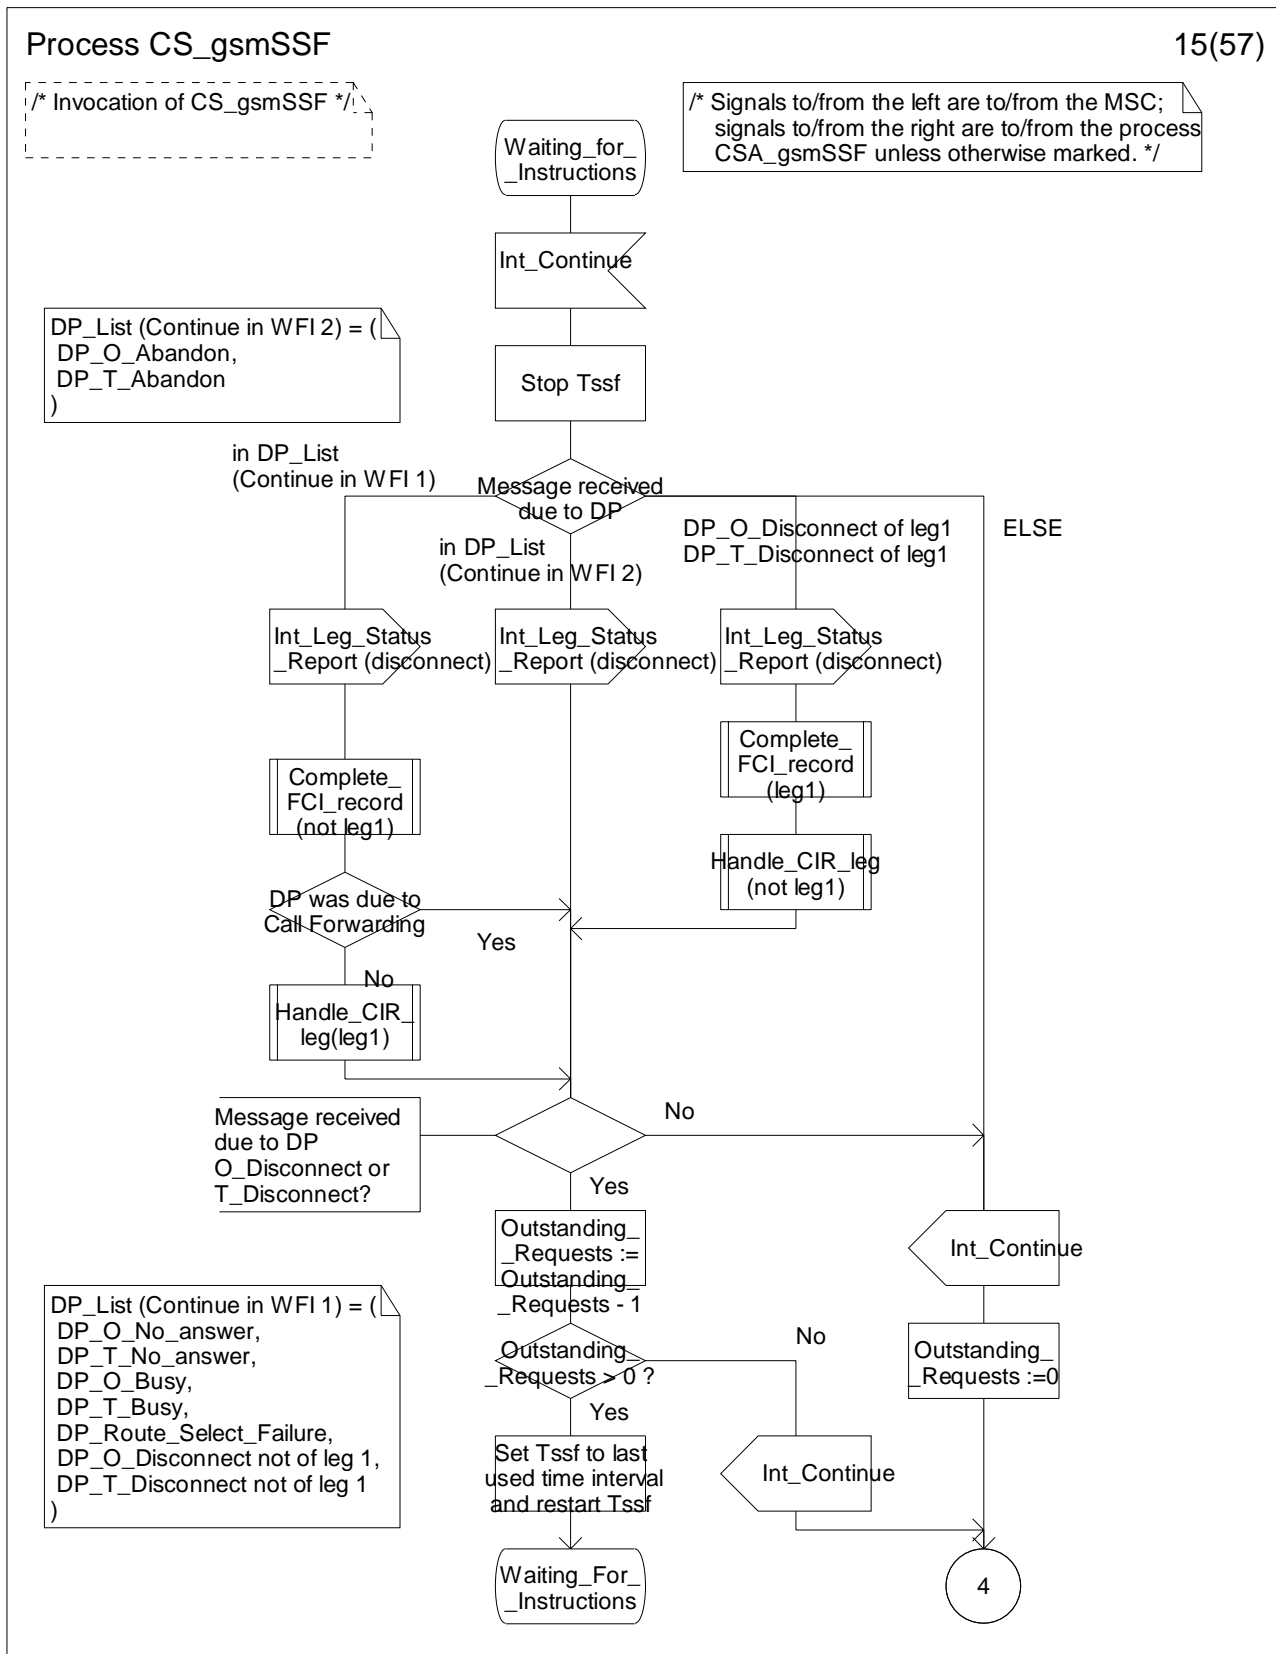 Process CS_gsmSSF
15(57)
/* Invocation of CS_gsmSSF */
/* Signals to/from the left are to/from the MSC;
signals to/from the right are to/from the process
CSA_gsmSSF unless otherwise marked. */
Waiting_for_
_Instructions
Int_Continue
DP_List (Continue in WFI 2) = (
DP_O_Abandon,
DP_T_Abandon
)
Stop Tssf
in DP_List
(Continue in WFI 1)
Message received
due to DP
in DP_List
(Continue in WFI 2)
DP_O_Disconnect of leg1
DP_T_Disconnect of leg1
ELSE
Int_Leg_Status
_Report (disconnect)
Int_Leg_Status
_Report (disconnect)
Int_Leg_Status
_Report (disconnect)
Complete_
FCI_record
(leg1)
Complete_
FCI_record
(not leg1)
Handle_CIR_leg
(not leg1)
DP was due to
Call Forwarding
Yes
No
Handle_CIR_
leg(leg1)
Message received
due to DP
O_Disconnect or
T_Disconnect?
No
Yes
Outstanding_
_Requests :=
Outstanding_
_Requests - 1
Int_Continue
DP_List (Continue in WFI 1) = (
DP_O_No_answer,
DP_T_No_answer,
DP_O_Busy,
DP_T_Busy,
DP_Route_Select_Failure,
DP_O_Disconnect not of leg 1,
DP_T_Disconnect not of leg 1
)
Outstanding_
_Requests > 0 ?
No
Outstanding_
_Requests :=0
Yes
Set Tssf to last
used time interval
and restart Tssf
Int_Continue
Waiting_For_
_Instructions
4